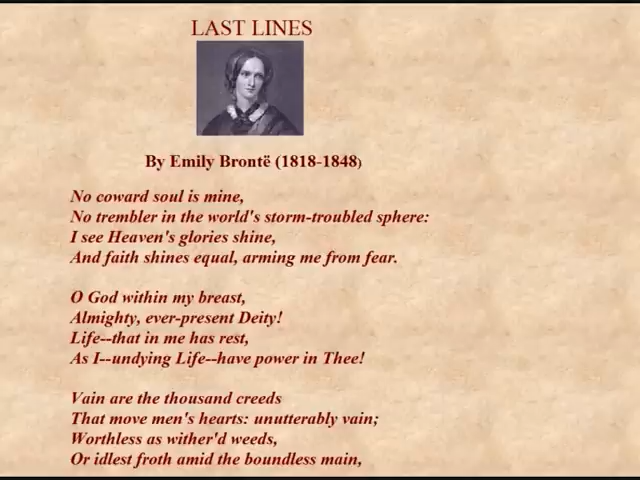 LAST LINES
By Emily Brontë (1818-1848)
No coward soul is mine,
No trembler in the world's storm-troubled sphere:
I see Heaven's glories shine,
And faith shines equal, arming me from fear.
O God within my breast,
Almighty, ever-present Deity!
Life--that in me has rest,
As I--undying Life--have power in Thee!
Vain are the thousand creeds
That move men's hearts: unutterably vain;
Worthless as wither'd weeds,
Or idlest froth amid the boundless main,